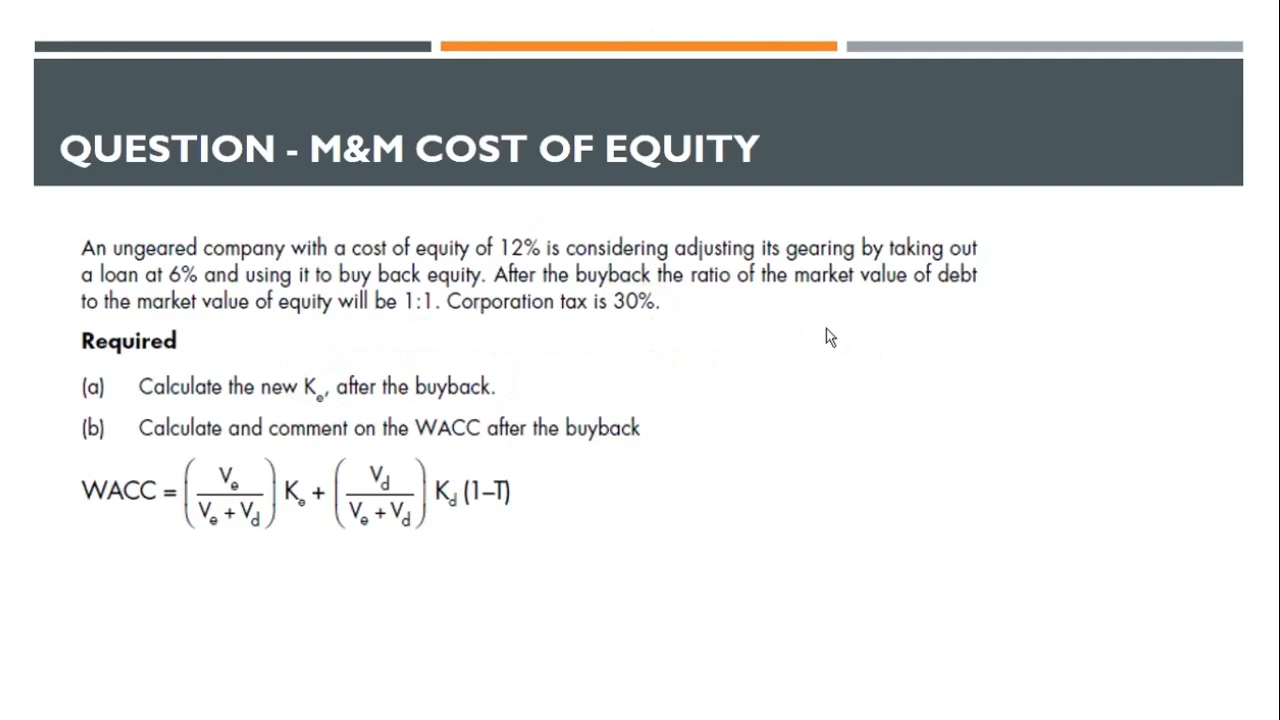 QUESTION - M&M COST OF EQUITY
An ungeared company with a cost of equity of 12% is considering adjusting its gearing by taking out
a loan at 6% and using it to buy back equity. After the buyback the ratio of the market value of debt
to the market value of equity will be 1:1. Corporation tax is 30%.
Required
(a) Calculate the new Ke, after the buyback.
(b) Calculate and comment on the WACC after the buyback
WACC = (Ve / (Ve + Vd)) Ke + (Vd / (Ve + Vd)) Kd (1–T)